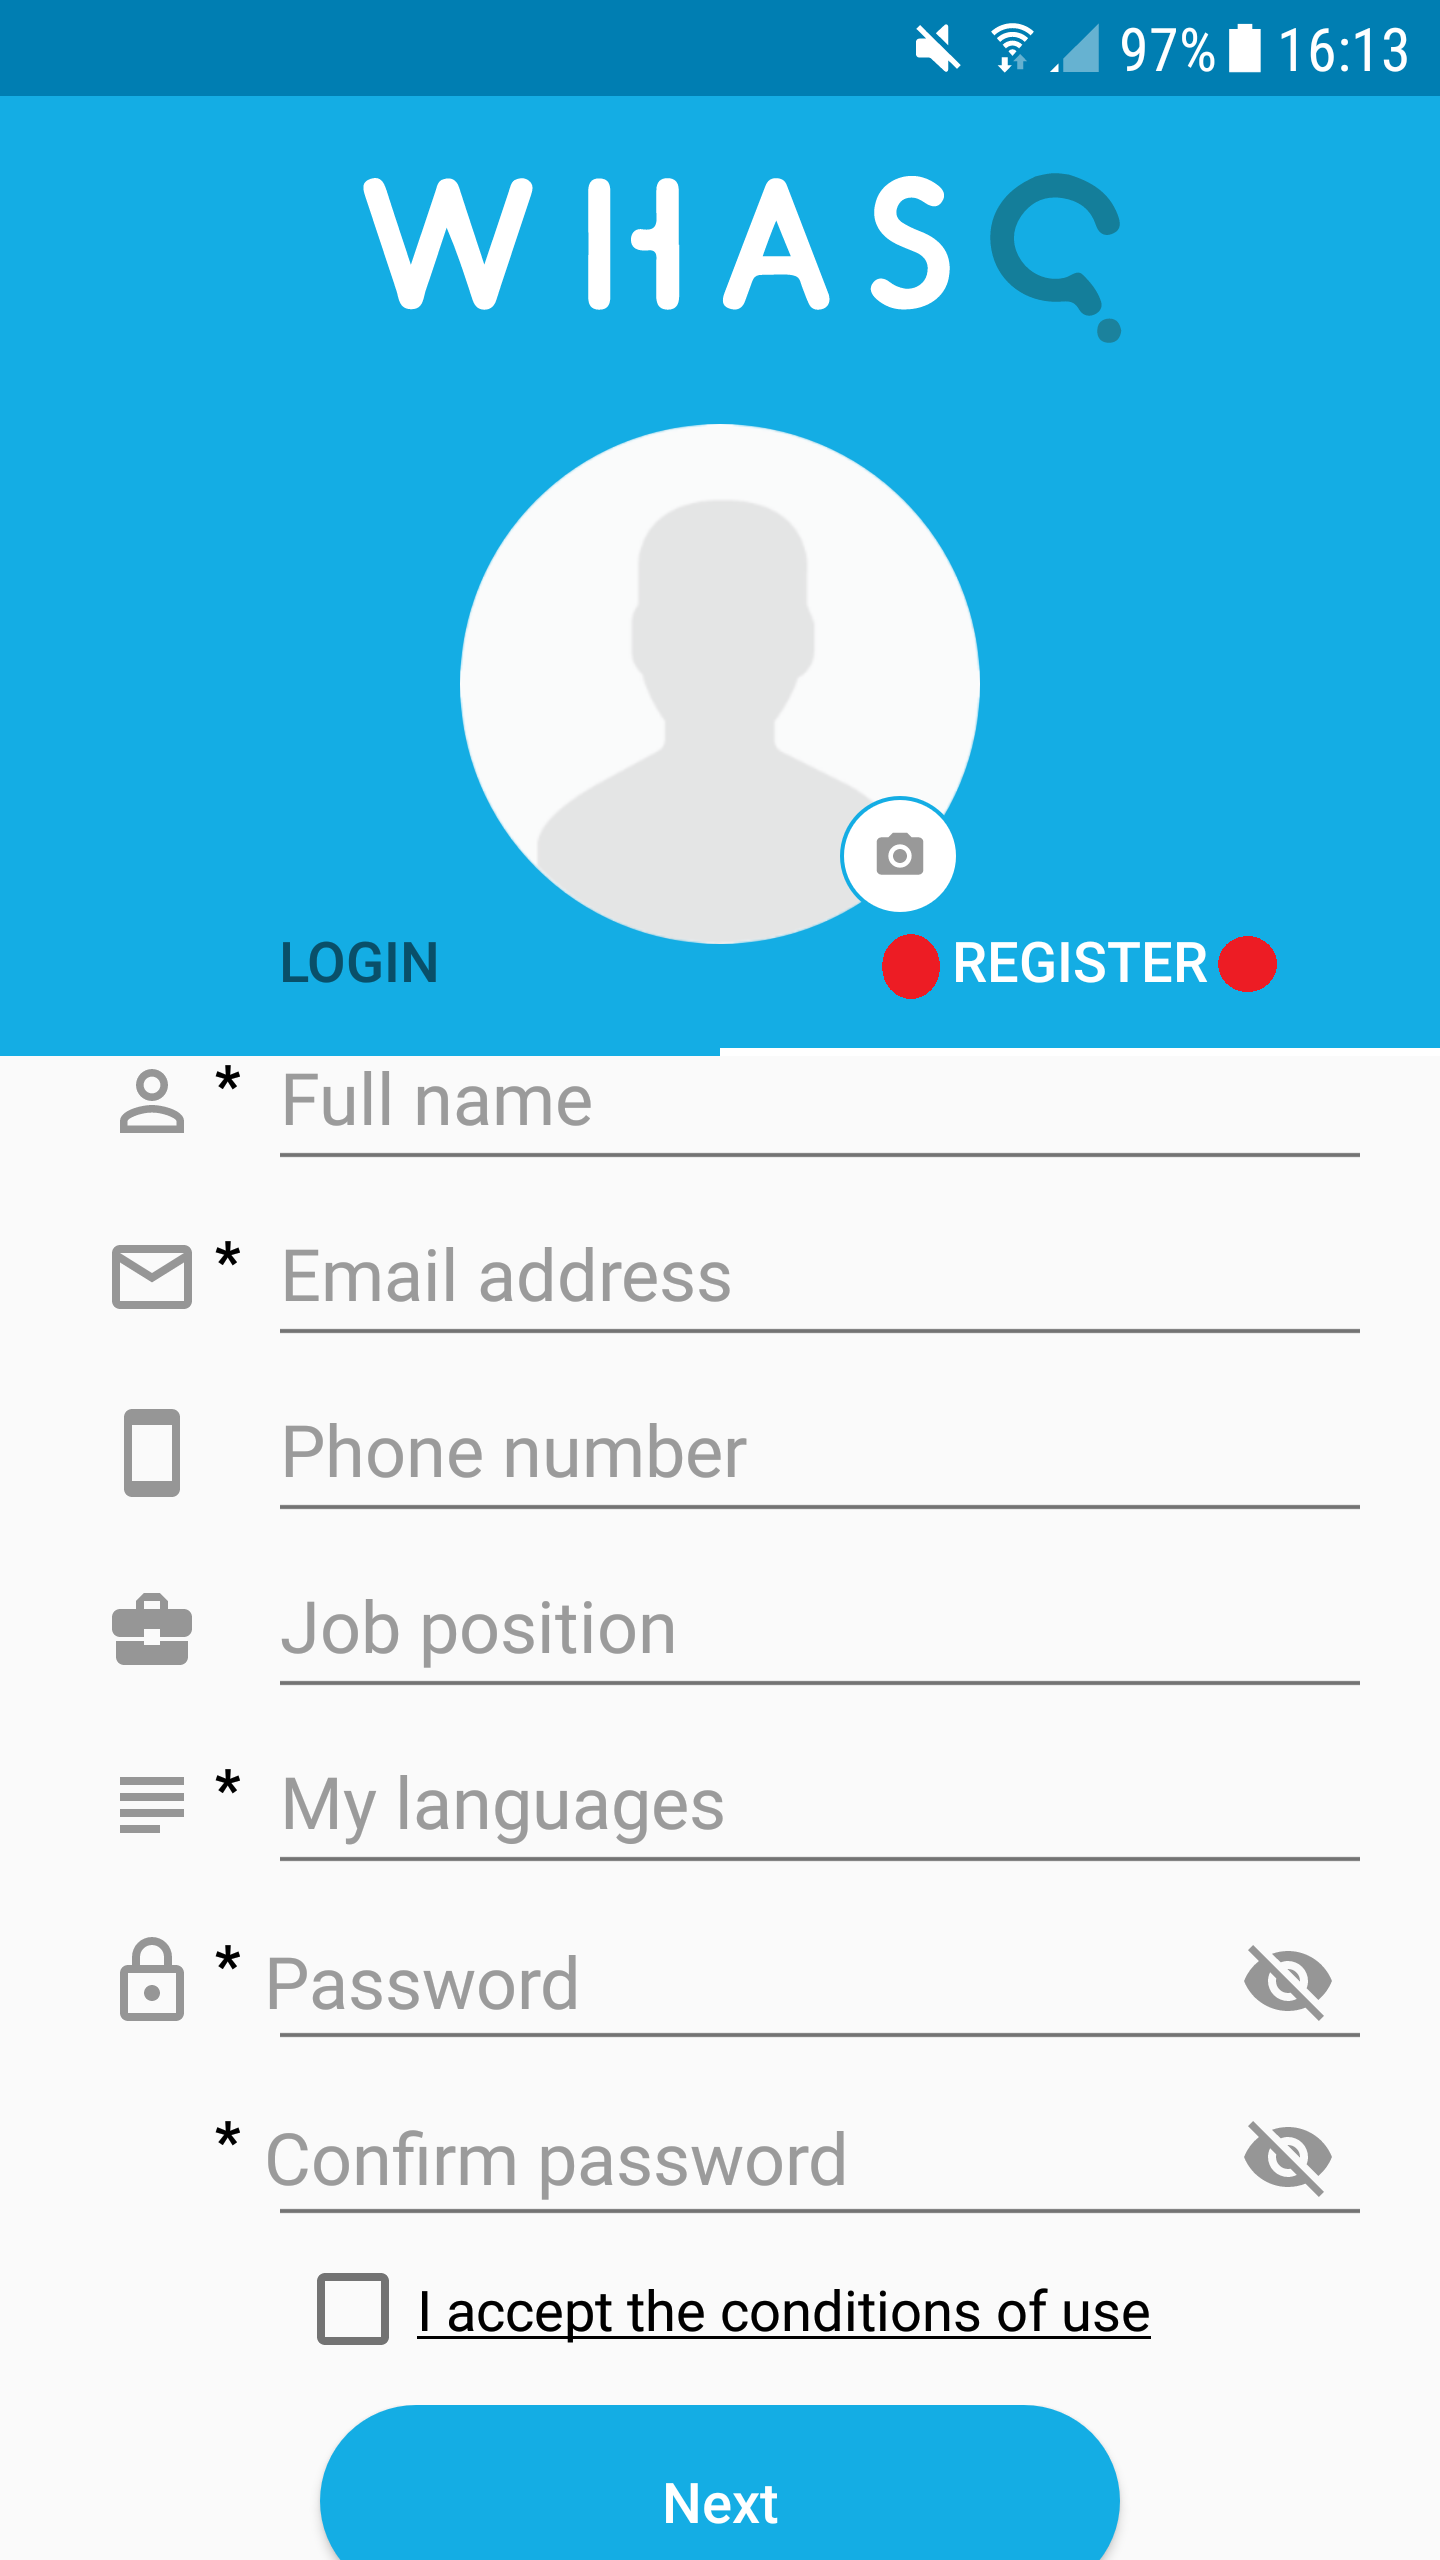 97% 16:13
WHAS?
LOGIN
REGISTER
* Full name
* Email address
Phone number
Job position
* My languages
* Password
* Confirm password
I accept the conditions of use
Next